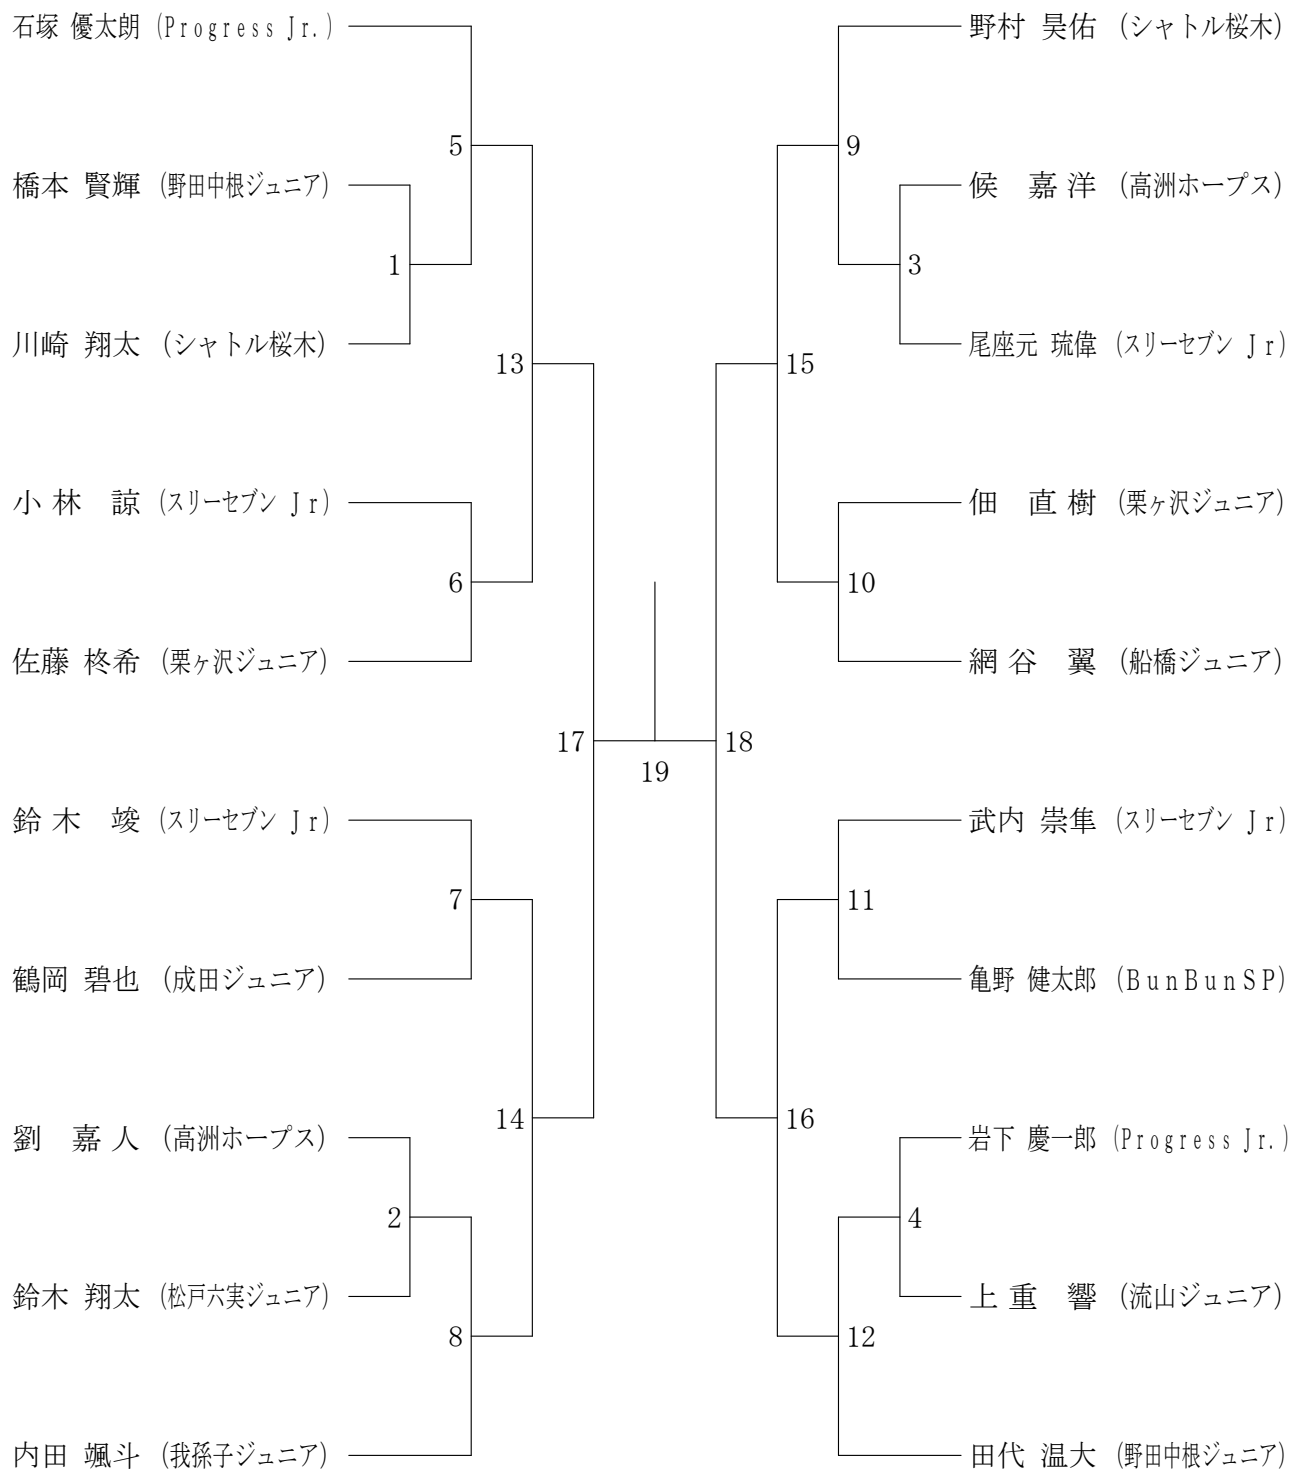 石塚 優太朗 (Progress Jr.)
5
橋本 賢輝 (野田中根ジュニア)
1
川崎 翔太 (シャトル桜木)
13
小林 諒 (スリーセブン Jr)
6
佐藤 柊希 (栗ヶ沢ジュニア)
17
鈴木 竣 (スリーセブン Jr)
7
鶴岡 碧也 (成田ジュニア)
14
劉 嘉人 (高洲ホープス)
2
鈴木 翔太 (松戸六実ジュニア)
8
内田 颯斗 (我孫子ジュニア)
19
野村 昊佑 (シャトル桜木)
9
候 嘉洋 (高洲ホープス)
3
尾座元 琉偉 (スリーセブン Jr)
15
佃 直樹 (栗ヶ沢ジュニア)
10
網谷 翼 (船橋ジュニア)
18
武内 崇隼 (スリーセブン Jr)
11
亀野 健太郎 (BunBunSP)
16
岩下 慶一郎 (Progress Jr.)
4
上重 響 (流山ジュニア)
12
田代 温大 (野田中根ジュニア)